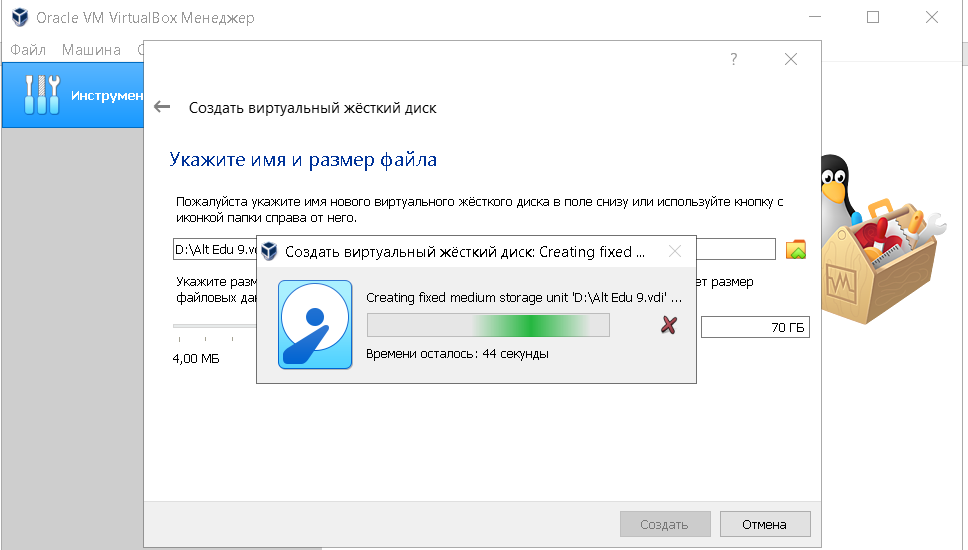 Oracle VM VirtualBox Менеджер
Файл Машина
?
Создать виртуальный жёсткий диск
Инструмен
Укажите имя и размер файла
Пожалуйста укажите имя нового виртуального жёсткого диска в поле снизу или используйте кнопку с
иконкой папки справа от него.
D:\Alt Edu 9.v
Создать виртуальный жёсткий диск: Creating fixed ...
Укажите разм
ет размер
файловых да
Creating fixed medium storage unit 'D:\Alt Edu 9.vdi' ...
70 ГБ
Времени осталось: 44 секунды
4,00 МБ
Создать
Отмена